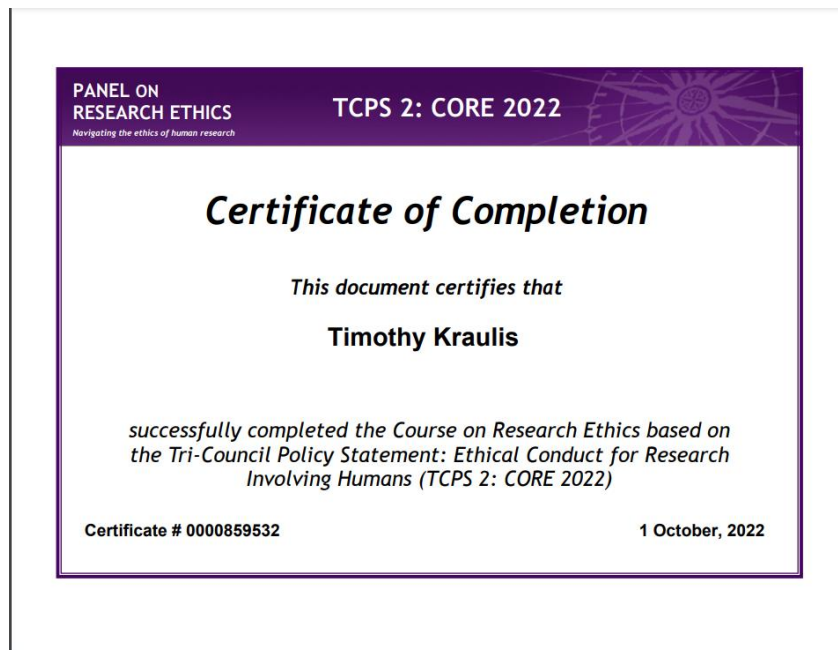 PANEL ON
RESEARCH ETHICS
Navigating the ethics of human research
TCPS 2: CORE 2022
Certificate of Completion
This document certifies that
Timothy Kraulis
successfully completed the Course on Research Ethics based on
the Tri-Council Policy Statement: Ethical Conduct for Research
Involving Humans (TCPS 2: CORE 2022)
Certificate # 0000859532
1 October, 2022